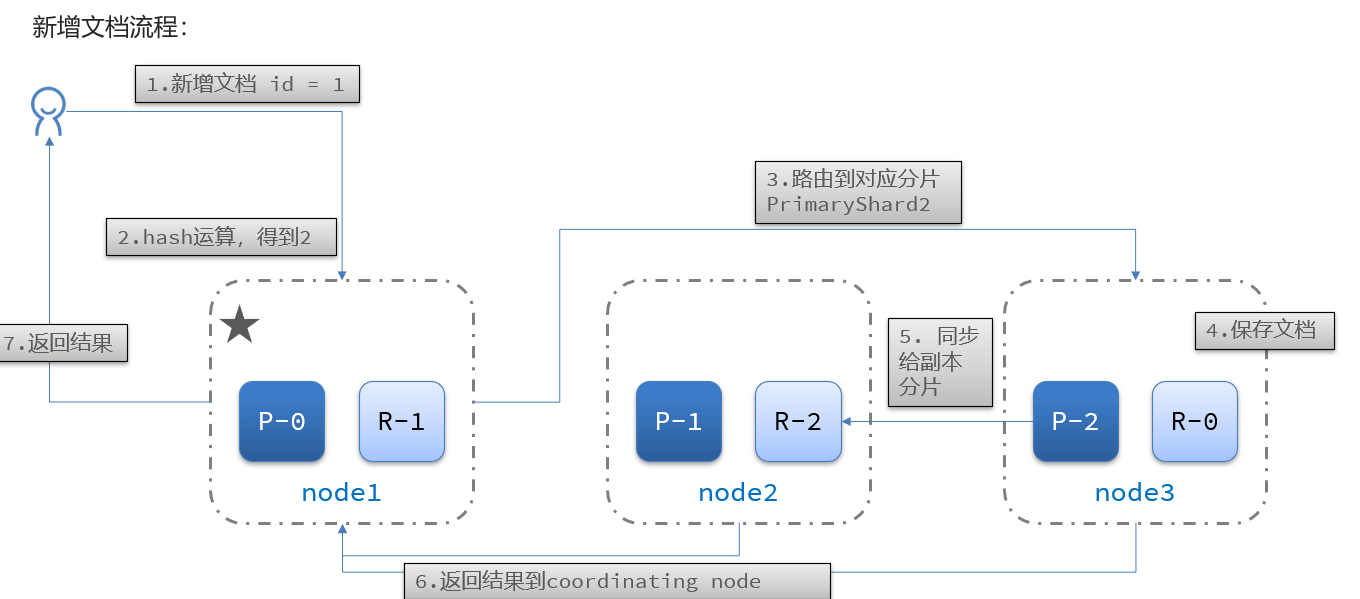 新增文档流程：
1.新增文档 id = 1
3.路由到对应分片
PrimaryShard2
2.hash运算，得到2
7.返回结果
5. 同步
给副本
分片
4.保存文档
P-0
R-1
P-1
R-2
P-2
R-0
node1
node2
node3
6.返回结果到coordinating node